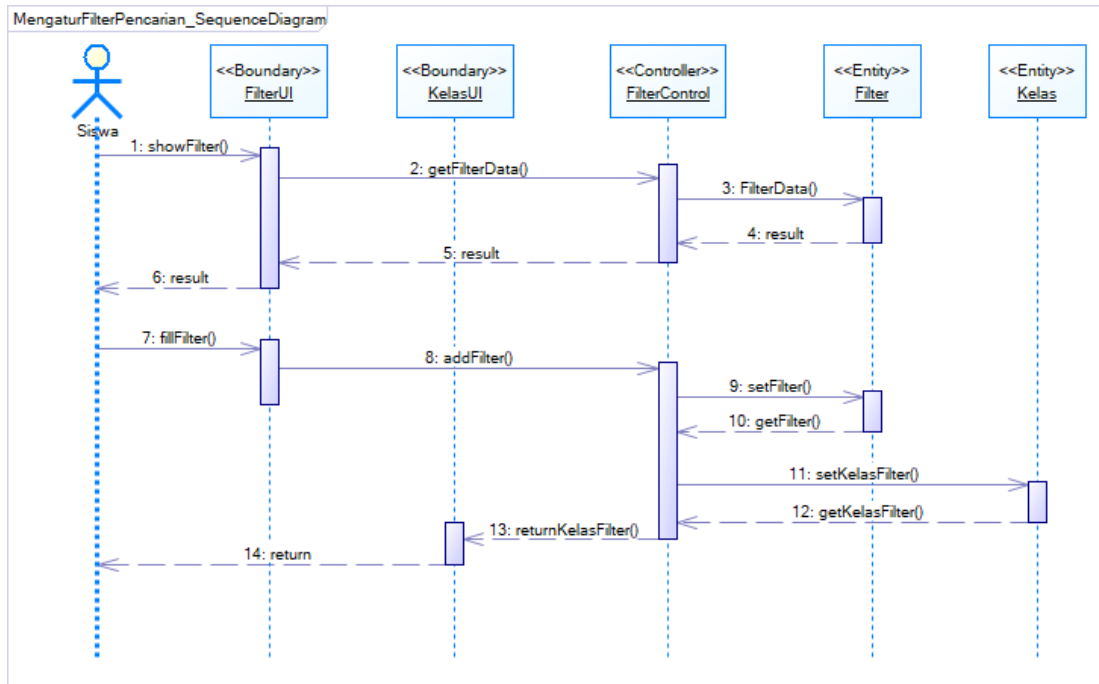 MengaturFilterPencarian_SequenceDiagram
Siswa
<<Boundary>>
FilterUI
<<Boundary>>
KelasUI
<<Controller>>
FilterControl
<<Entity>>
Filter
<<Entity>>
Kelas
1: showFilter()
2: getFilterData()
3: FilterData()
4: result
5: result
6: result
7: fillFilter()
8: addFilter()
9: setFilter()
10: getFilter()
11: setKelasFilter()
12: getKelasFilter()
13: returnKelasFilter()
14: return